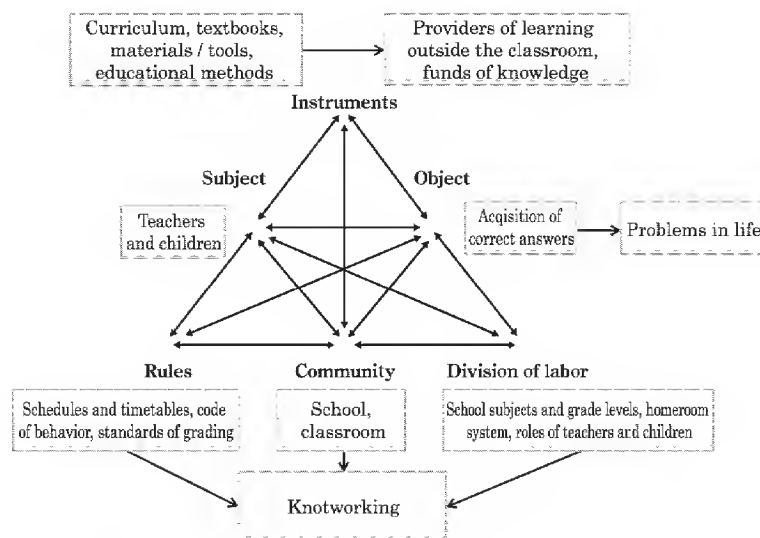 Curriculum, textbooks,
materials / tools,
educational methods
Providers of learning
outside the classroom,
funds of knowledge
Instruments
Subject
Object
Teachers
and children
Acqisition of
correct answers
Problems in life
Rules
Community
Division of labor
Schedules and timetables, code
of behavior, standards of grading
School,
classroom
School subjects and grade levels, homeroom
system, roles of teachers and children
Knotworking